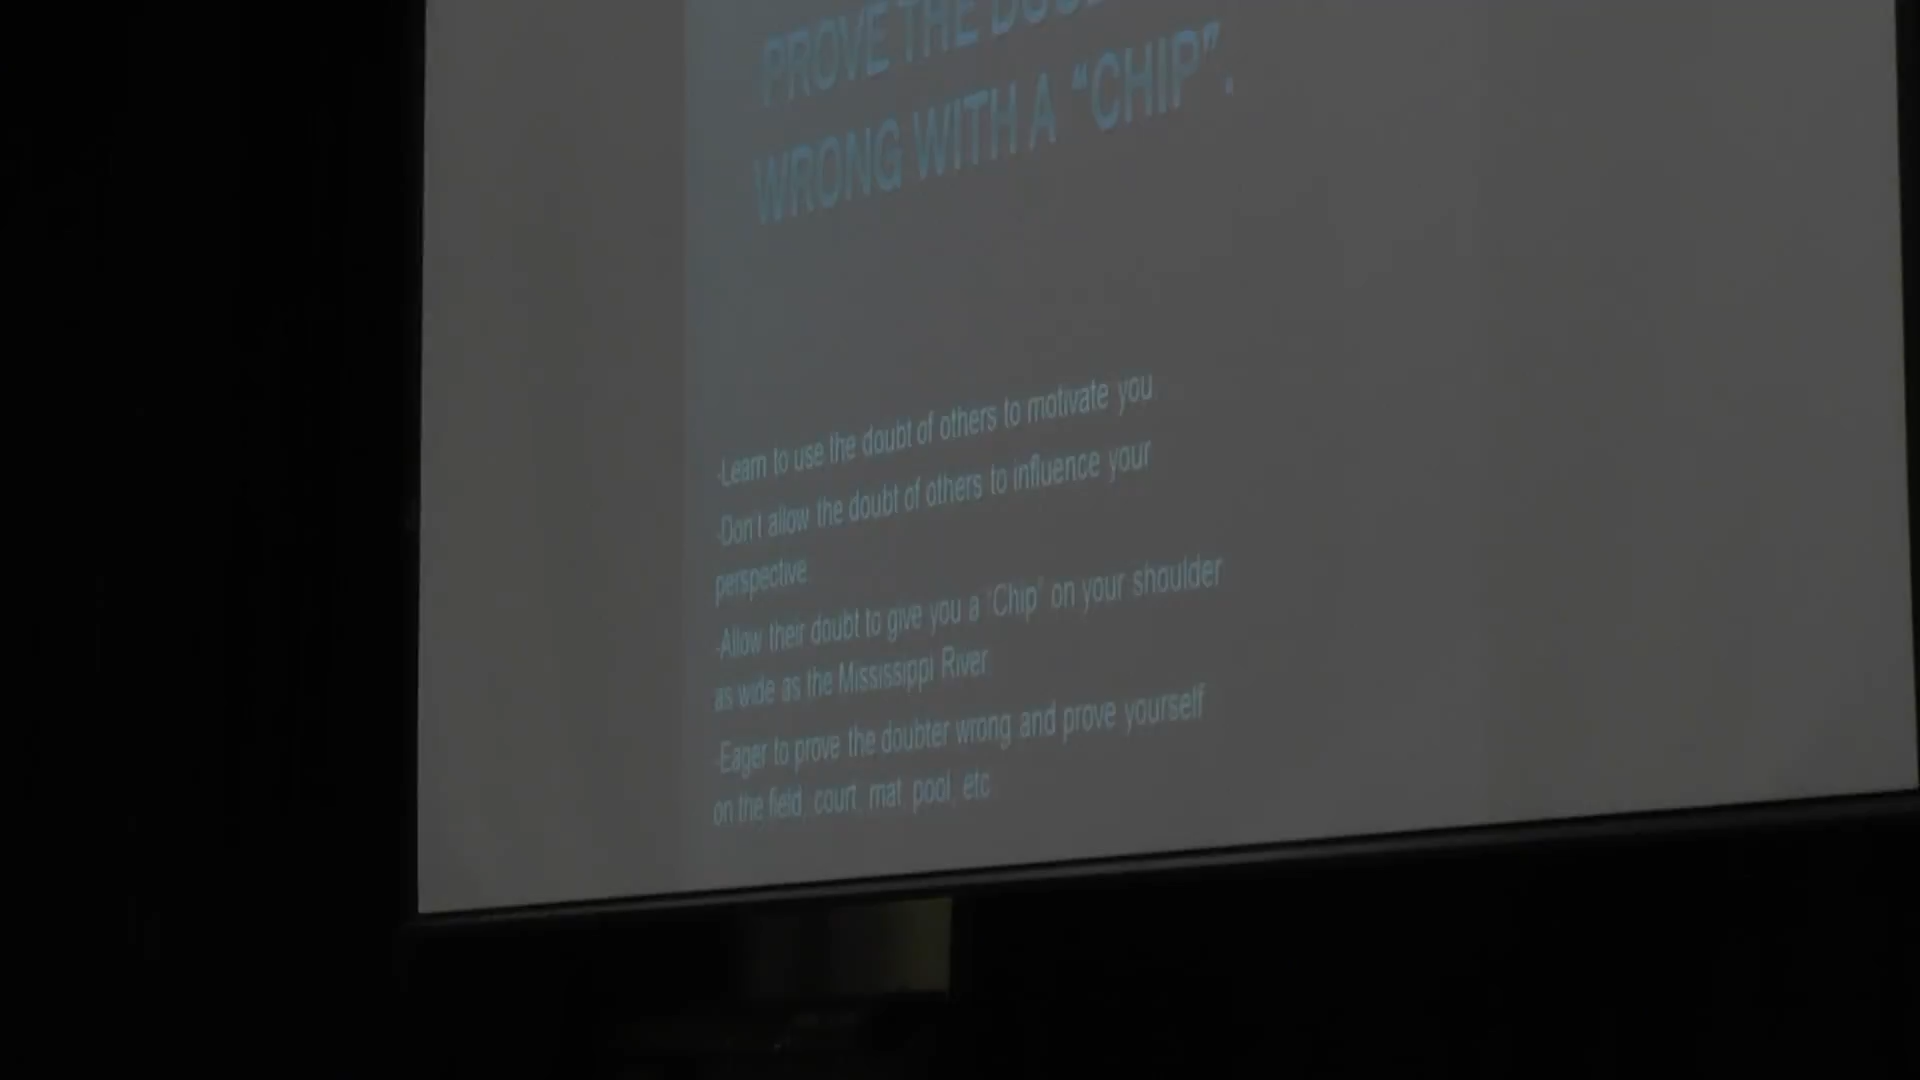 PROVE THE
WRONG WITH A “CHIP”.
-Learn to use the doubt of others to motivate you
-Don't allow the doubt of others to influence your
perspective
-Allow their doubt to give you a “Chip” on your shoulder
as wide as the Mississippi River
-Eager to prove the doubter wrong and prove yourself
on the field, court, mat, pool, etc